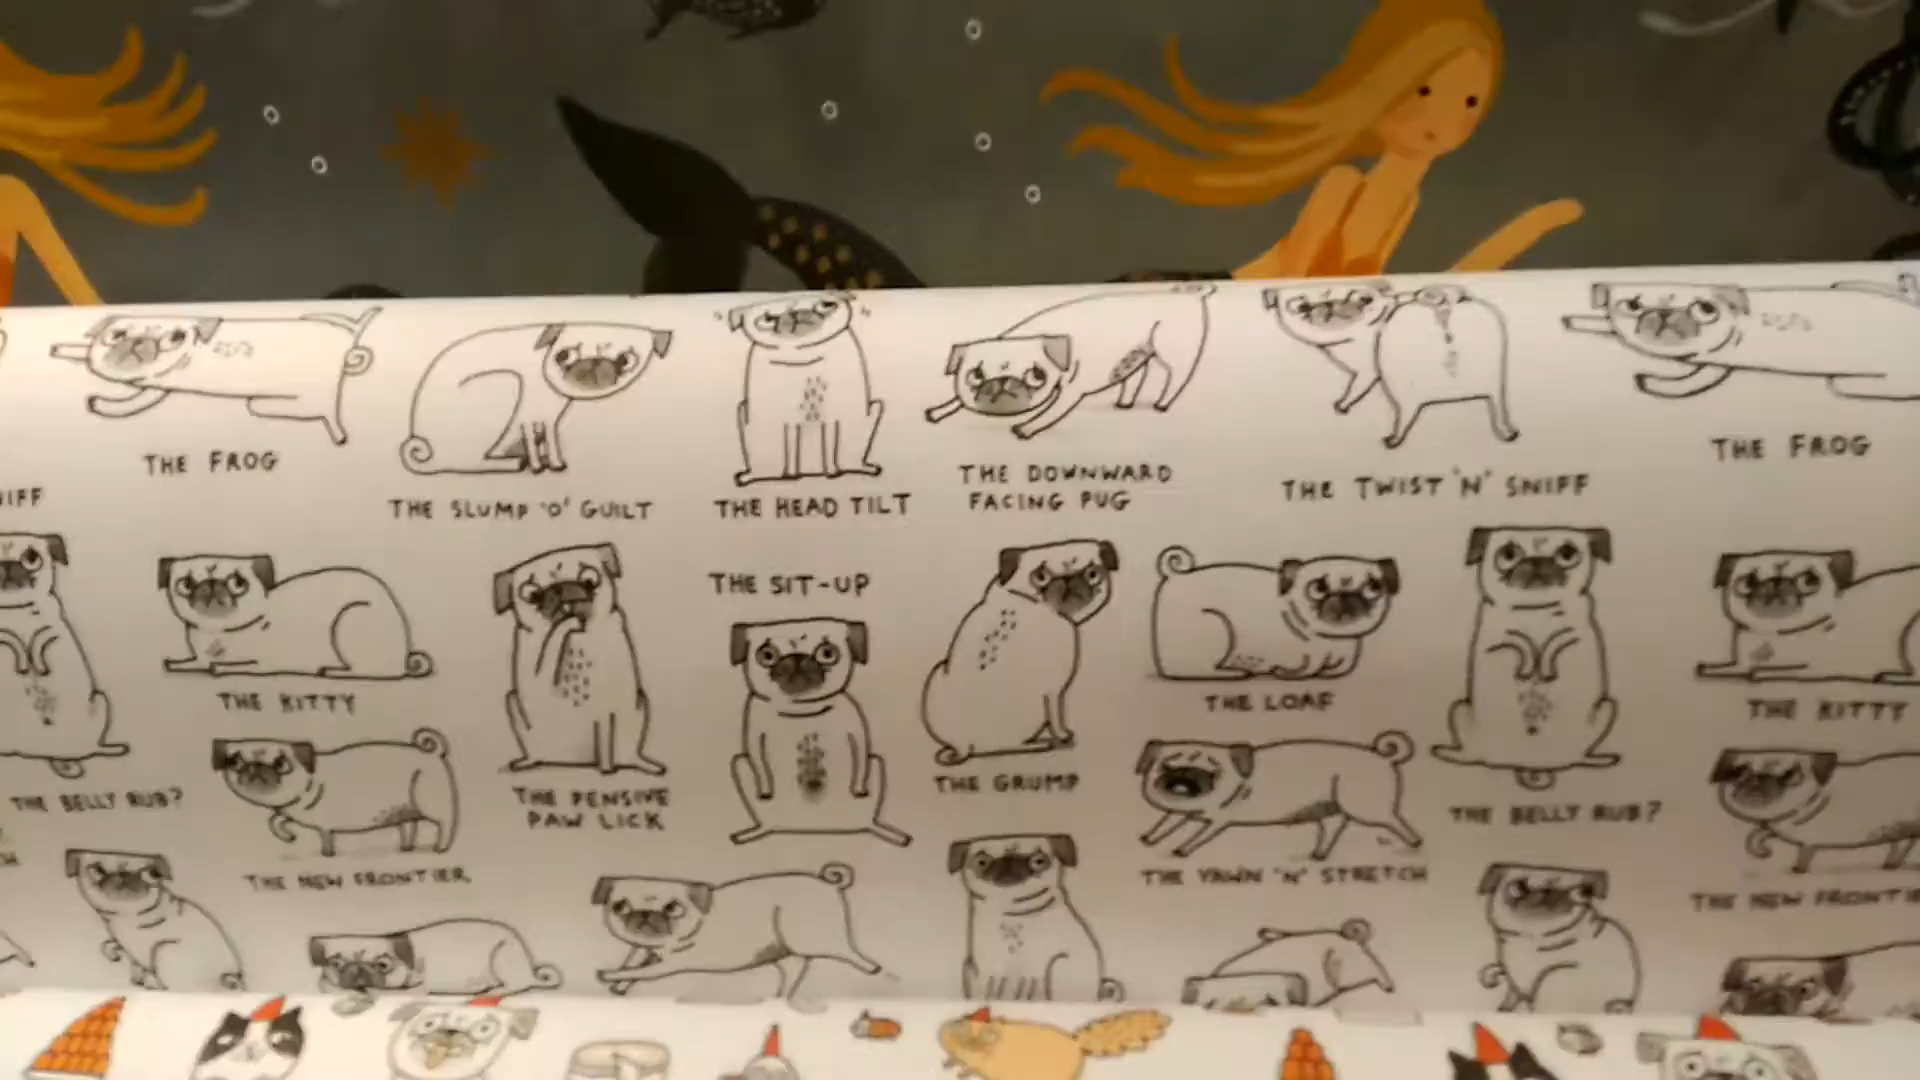 THE FROG
THE SLUMP 'O' GUILT
THE HEAD TILT
THE DOWNWARD
FACING PUG
THE TWIST 'N' SNIFF
THE FROG
NIFF
THE KITTY
THE SIT-UP
THE LOAF
THE KITTY
THE BELLY RUB?
THE PENSIVE
PAW LICK
THE GRUMP
THE BELLY RUB?
THE NEW FRONTIER
THE YAWN 'N' STRETCH
THE NEW FRONTIE